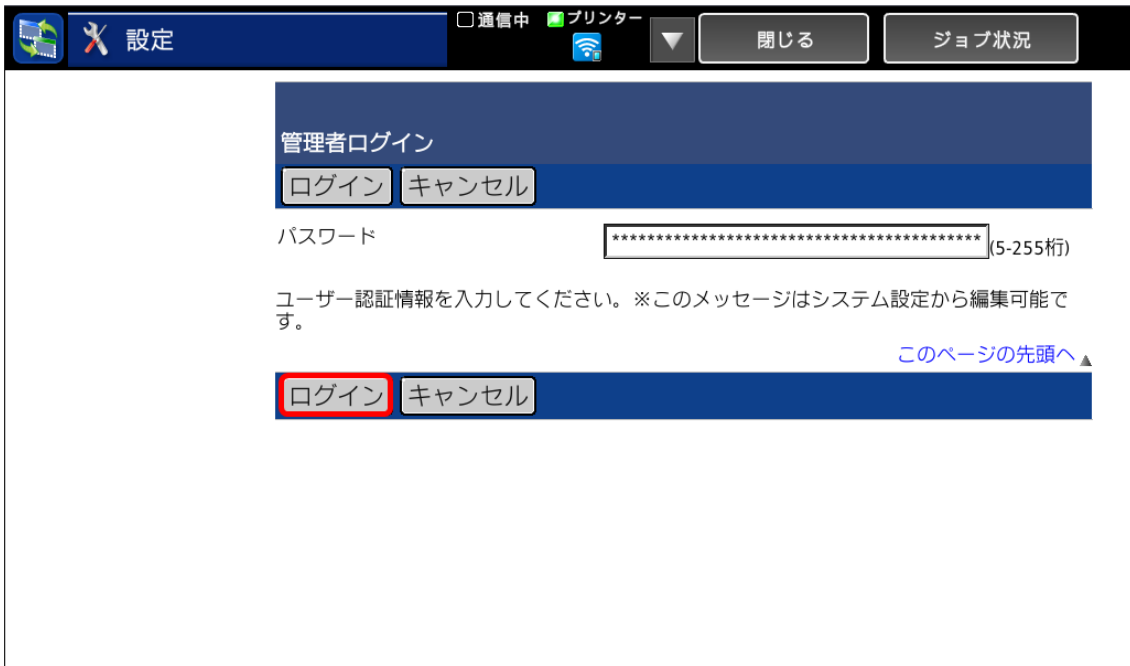 設定
通信中 プリンター
閉じる
ジョブ状況
管理者ログイン
ログイン キャンセル
パスワード ****************************************** (5-255桁)
ユーザー認証情報を入力してください。※このメッセージはシステム設定から編集可能で
す。
このページの先頭へ
ログイン キャンセル